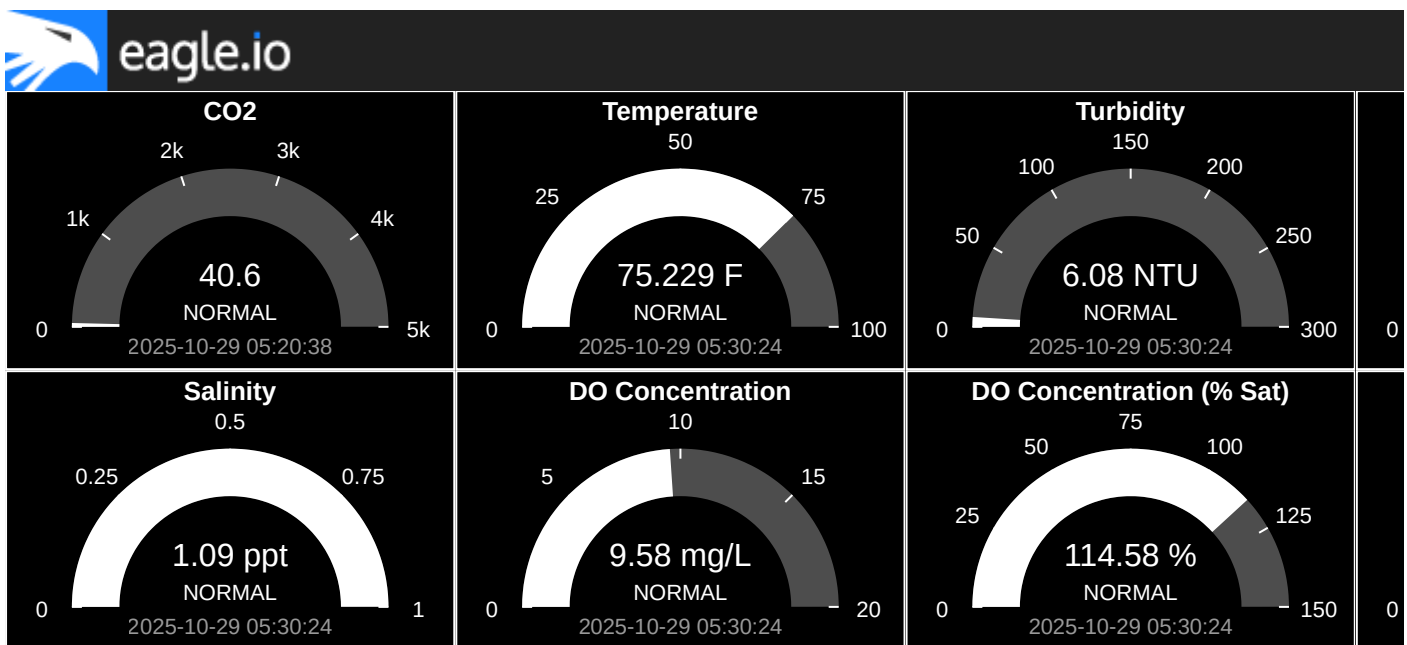 eagle.io
CO2
2k
3k
1k
4k
40.6
NORMAL
0
5k
2025-10-29 05:20:38
Temperature
50
25
75
75.229 F
NORMAL
0
100
2025-10-29 05:30:24
Turbidity
150
100
200
50
250
6.08 NTU
NORMAL
0
300
2025-10-29 05:30:24
0
Salinity
0.5
0.25
0.75
1.09 ppt
NORMAL
0
1
2025-10-29 05:30:24
DO Concentration
10
5
15
9.58 mg/L
NORMAL
0
20
2025-10-29 05:30:24
DO Concentration (% Sat)
75
50
100
25
125
114.58 %
NORMAL
0
150
2025-10-29 05:30:24
0